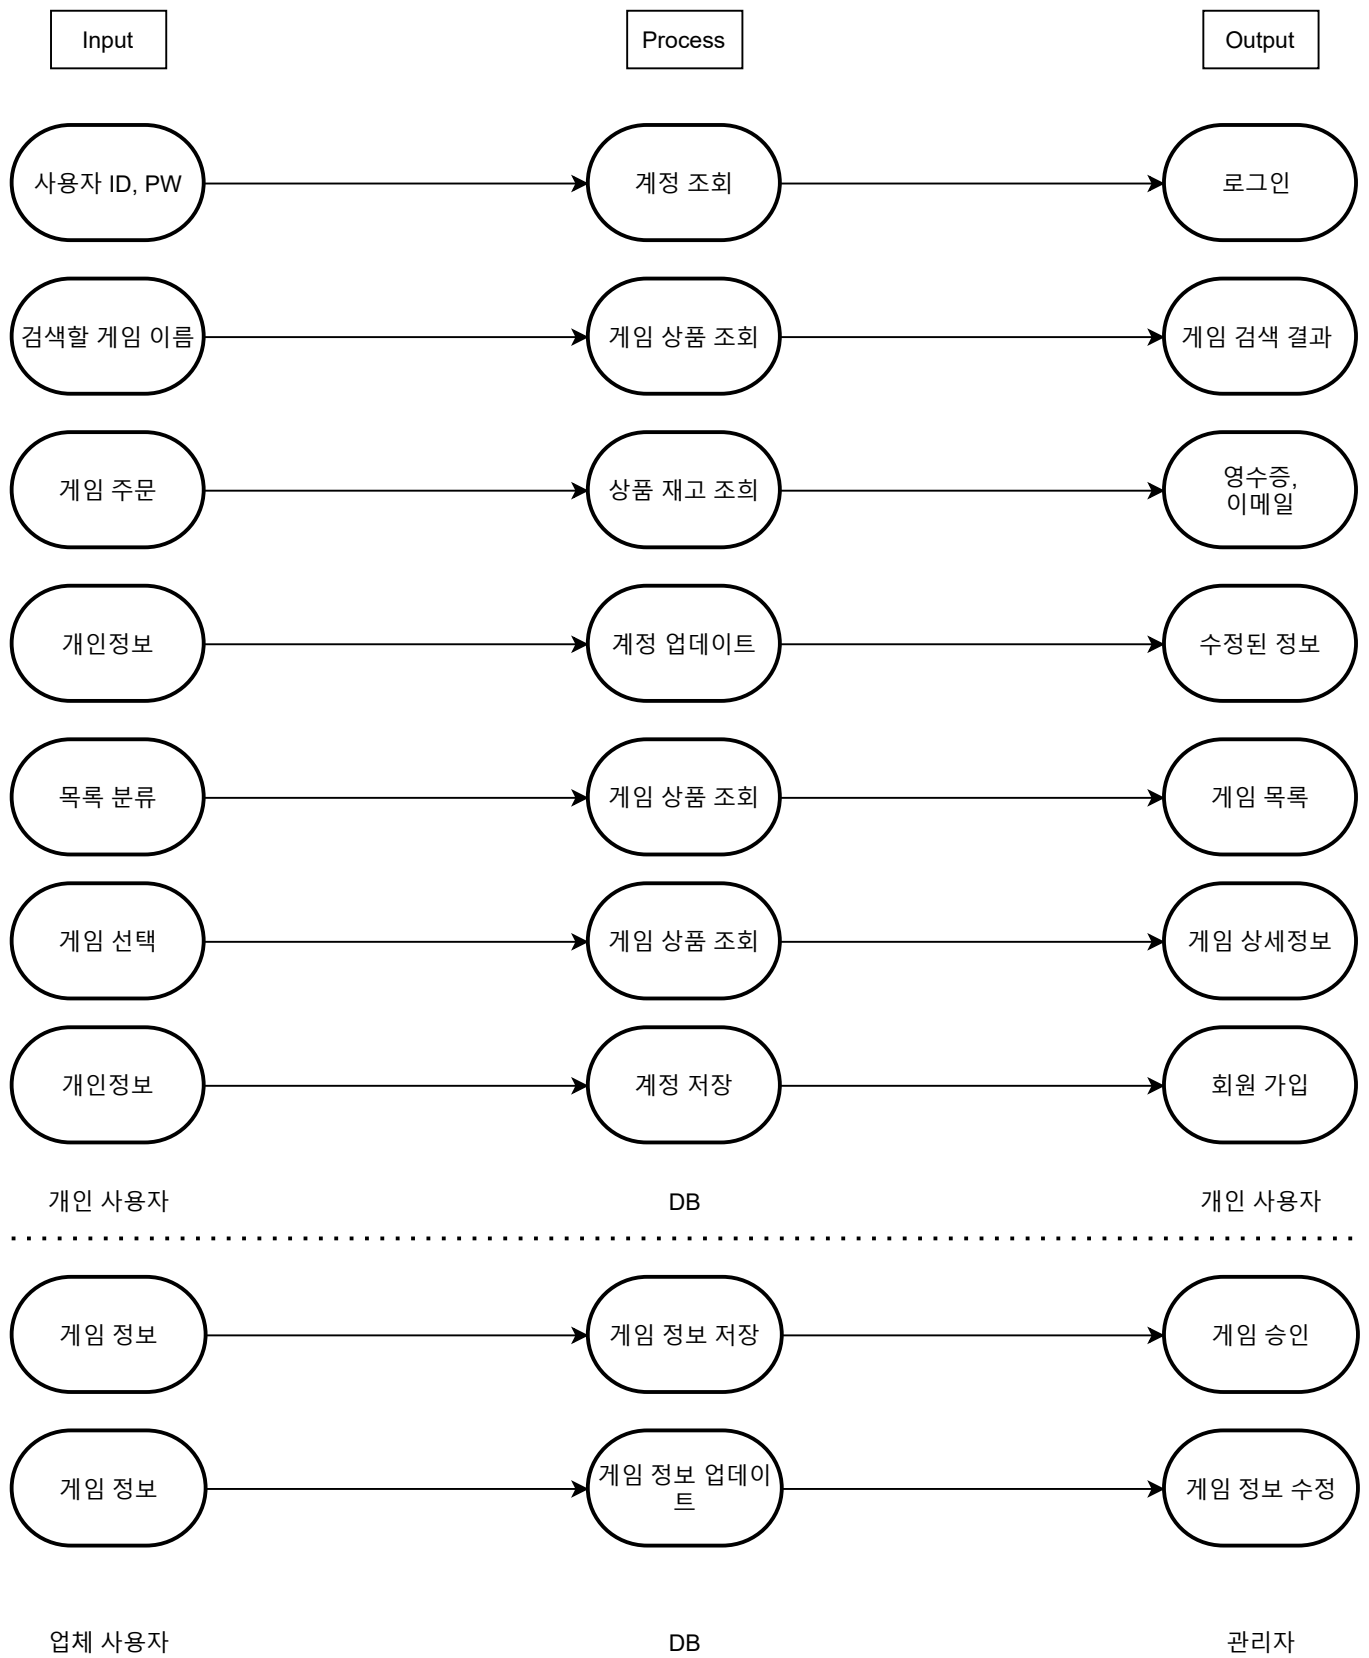 Input
Process
Output
사용자 ID, PW
계정 조회
로그인
검색할 게임 이름
게임 상품 조회
게임 검색 결과
게임 주문
상품 재고 조희
영수증,
이메일
개인정보
계정 업데이트
수정된 정보
목록 분류
게임 상품 조회
게임 목록
게임 선택
게임 상품 조회
게임 상세정보
개인정보
계정 저장
회원 가입
개인 사용자
DB
개인 사용자
게임 정보
게임 정보 저장
게임 승인
게임 정보
게임 정보 업데이
트
게임 정보 수정
업체 사용자
DB
관리자